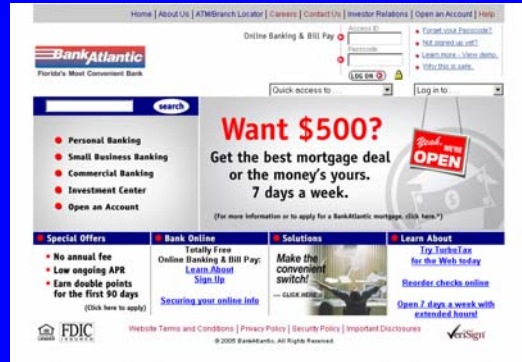 Home | About Us | ATM/Branch Locator | Careers | Contact Us | Investor Relations | Open an Account | Help
Online Banking & Bill Pay
Access ID
Passcode
LOG ON
Forgot your Passcode?
Not signed up yet?
Learn more - View demo.
Why this is safe.
BankAtlantic
Florida's Most Convenient Bank
Quick access to . . .
Log in to . . .
search
Personal Banking
Small Business Banking
Commercial Banking
Investment Center
Open an Account
Want $500?
Get the best mortgage deal
or the money's yours.
7 days a week.
(For more information or to apply for a BankAtlantic mortgage, click here.*)
Yeah, WE'RE
OPEN
Special Offers
No annual fee
Low ongoing APR
Earn double points
for the first 90 days
(Click here to apply)
Bank Online
Totally Free
Online Banking & Bill Pay:
Learn About
Sign Up
Securing your online info
Solutions
Make the
convenient
switch!
CLICK HERE
Learn About
Try TurboTax
for the Web today
Reorder checks online
Open 7 days a week with
extended hours!
FDIC
Website Terms and Conditions | Privacy Policy | Security Policy | Important Disclosures
© 2005 BankAtlantic, All Rights Reserved.
VeriSign